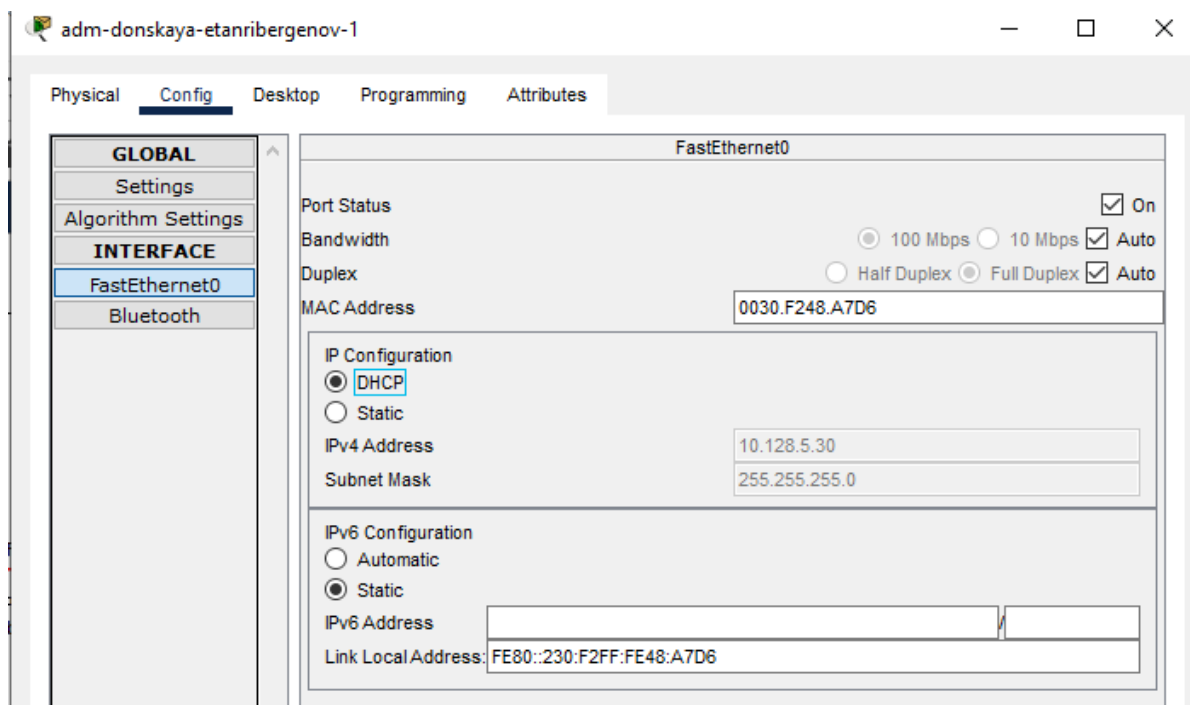 adm-donskaya-etanribergenov-1
Physical Config Desktop Programming Attributes
GLOBAL
Settings
Algorithm Settings
INTERFACE
FastEthernet0
Bluetooth
FastEthernet0
Port Status On
Bandwidth 100 Mbps 10 Mbps Auto
Duplex Half Duplex Full Duplex Auto
MAC Address 0030.F248.A7D6
IP Configuration
DHCP
Static
IPv4 Address 10.128.5.30
Subnet Mask 255.255.255.0
IPv6 Configuration
Automatic
Static
IPv6 Address /
Link Local Address: FE80::230:F2FF:FE48:A7D6